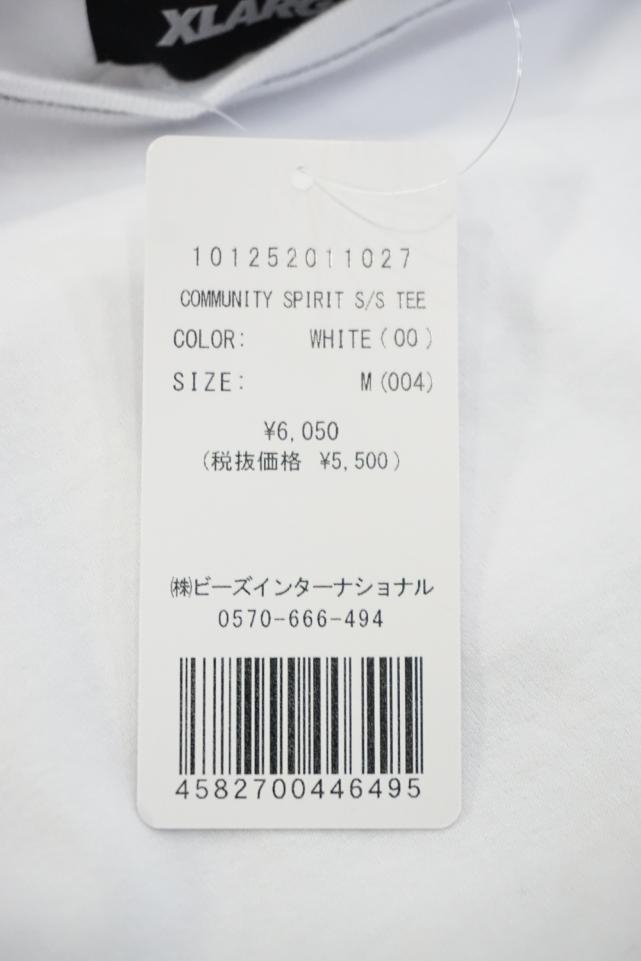 XLARG
101252011027
COMMUNITY SPIRIT S/S TEE
COLOR: WHITE(00)
SIZE: M(004)
¥6,050
(税抜価格 ¥5,500)
㈱ビーズインターナショナル
0570-666-494
4582700446495